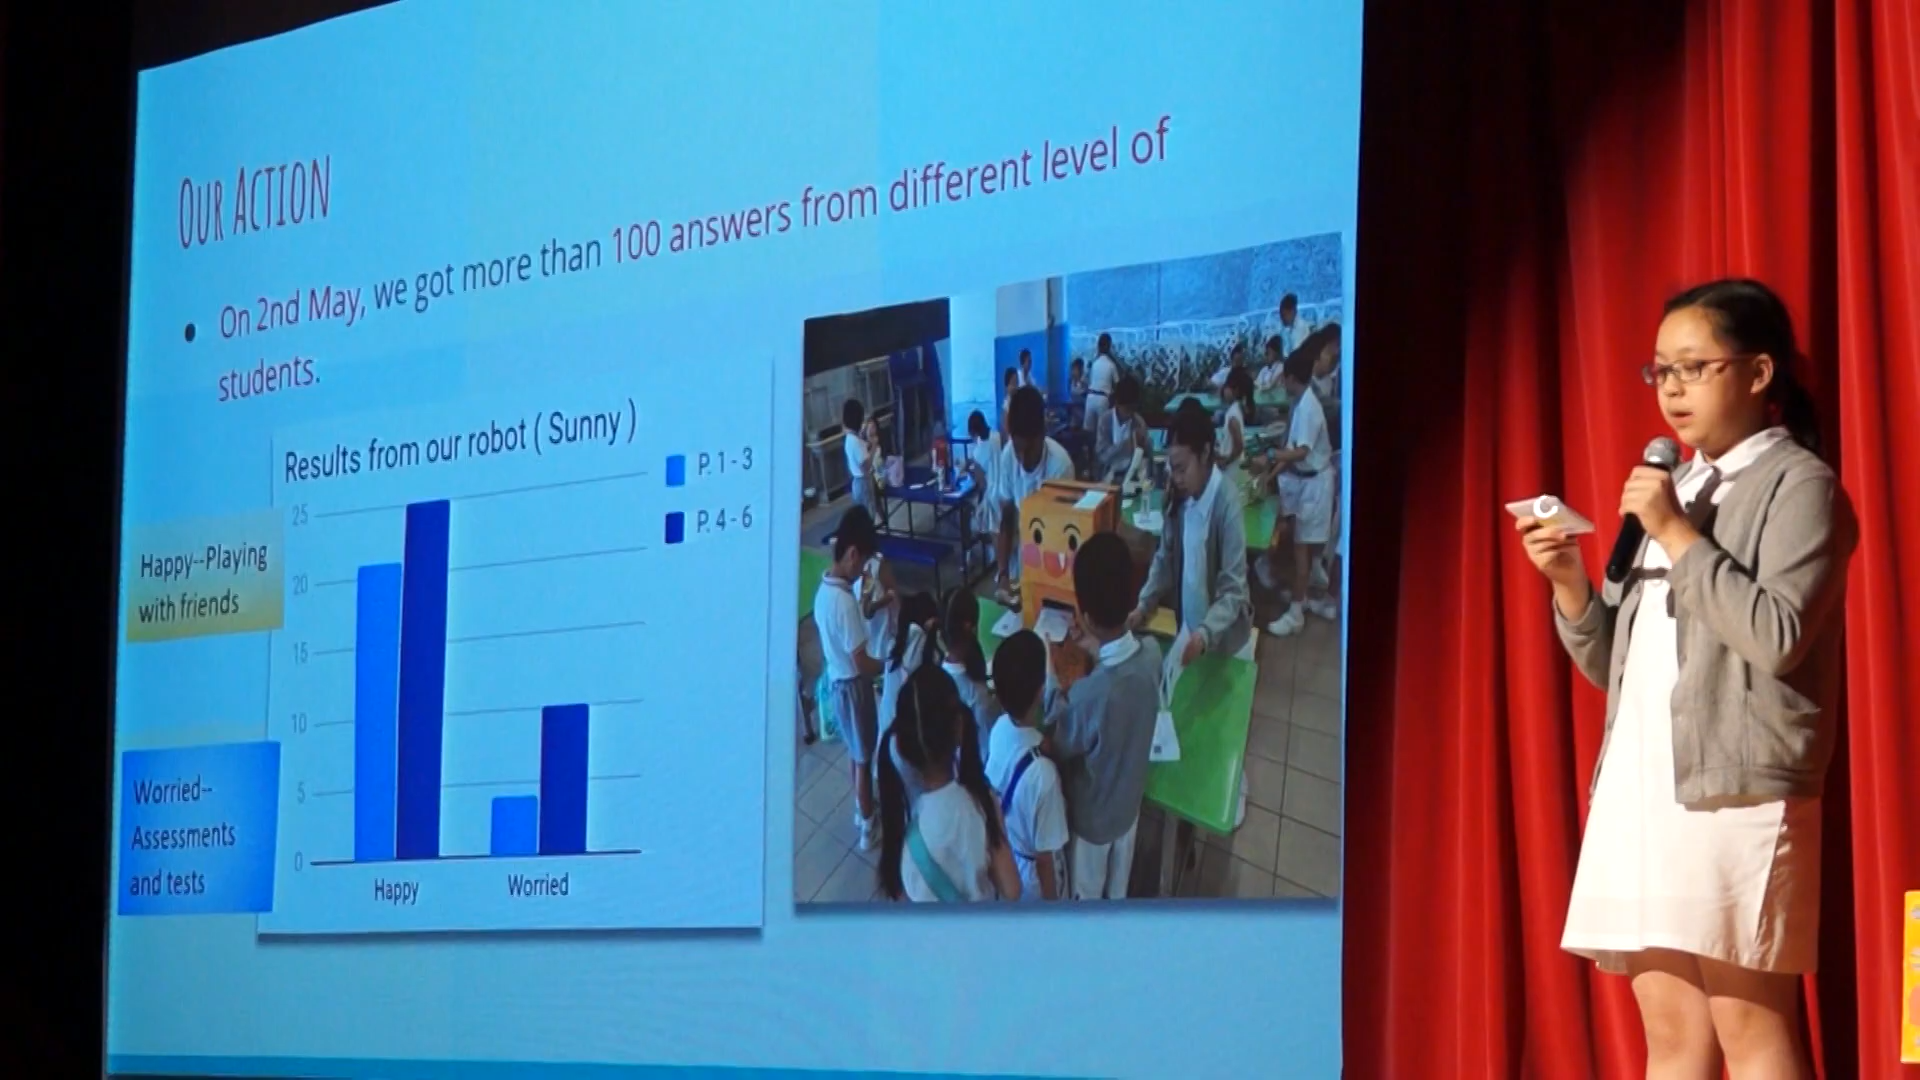 OUR ACTION
On 2nd May, we got more than 100 answers from different level of
students.
Results from our robot ( Sunny )
P. 1 - 3
P. 4 - 6
25
20
15
10
5
0
Happy
Worried
Happy--Playing
with friends
Worried--
Assessments
and tests